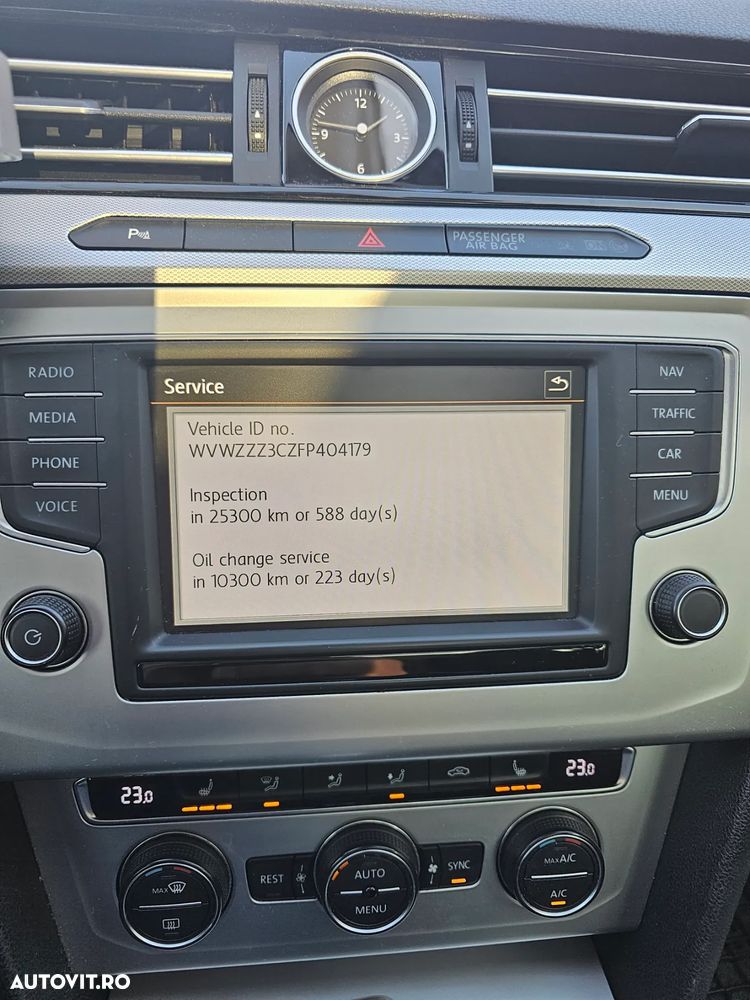 12
9
3
6
P
PASSENGER
AIR BAG
RADIO
MEDIA
PHONE
VOICE
Service
Vehicle ID no.
WVWZZZ3CZFP404179
Inspection
in 25300 km or 588 day(s)
Oil change service
in 10300 km or 223 day(s)
NAV
TRAFFIC
CAR
MENU
23.0
23.0
MAX
REST
AUTO
MENU
SYNC
MAX A/C
A/C
AUTOVIT.RO